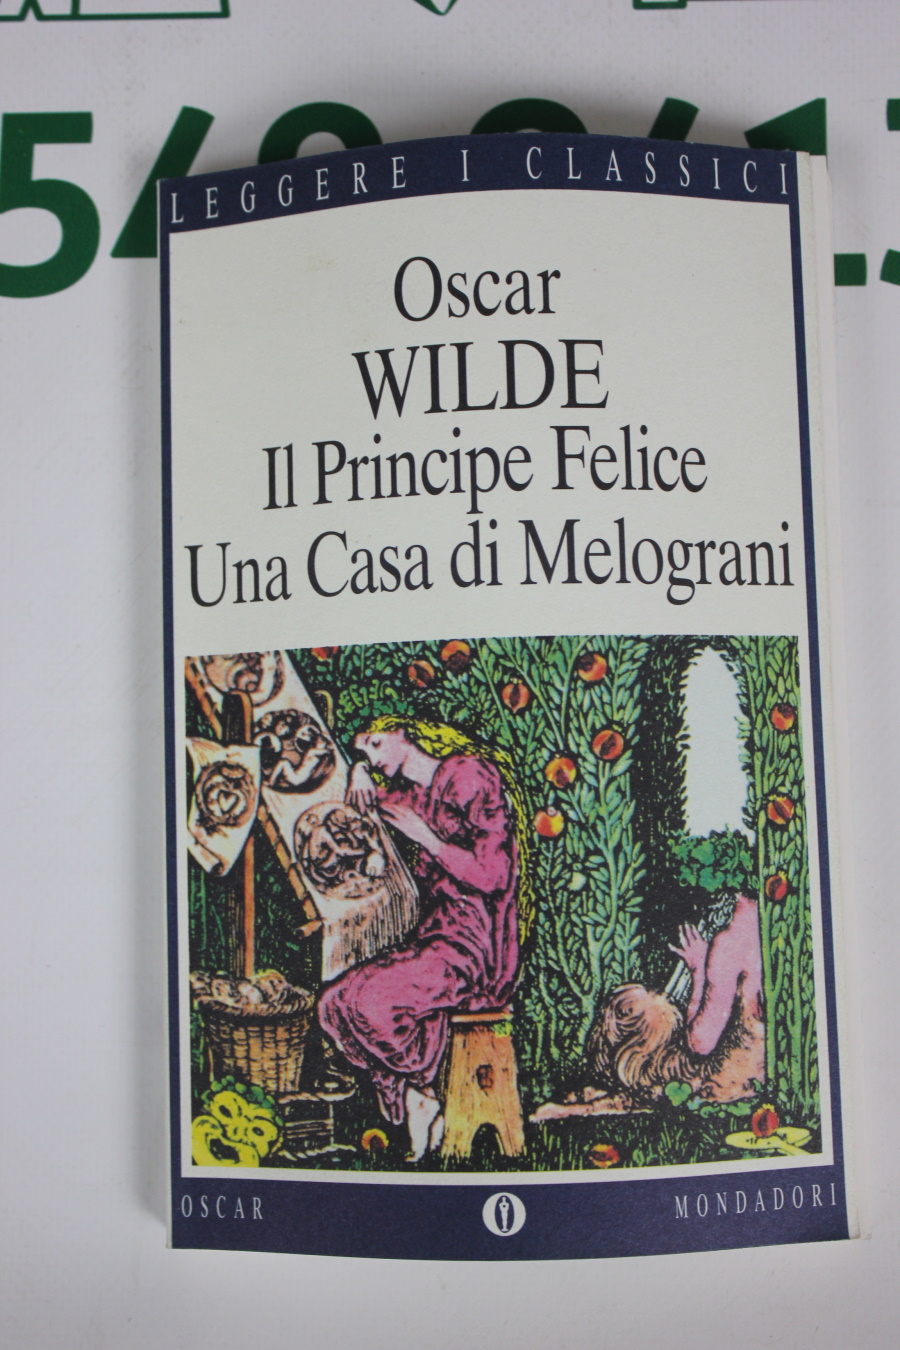 LEGGERE I CLASSICI
Oscar
WILDE
Il Principe Felice
Una Casa di Melograni
OSCAR
MONDADORI